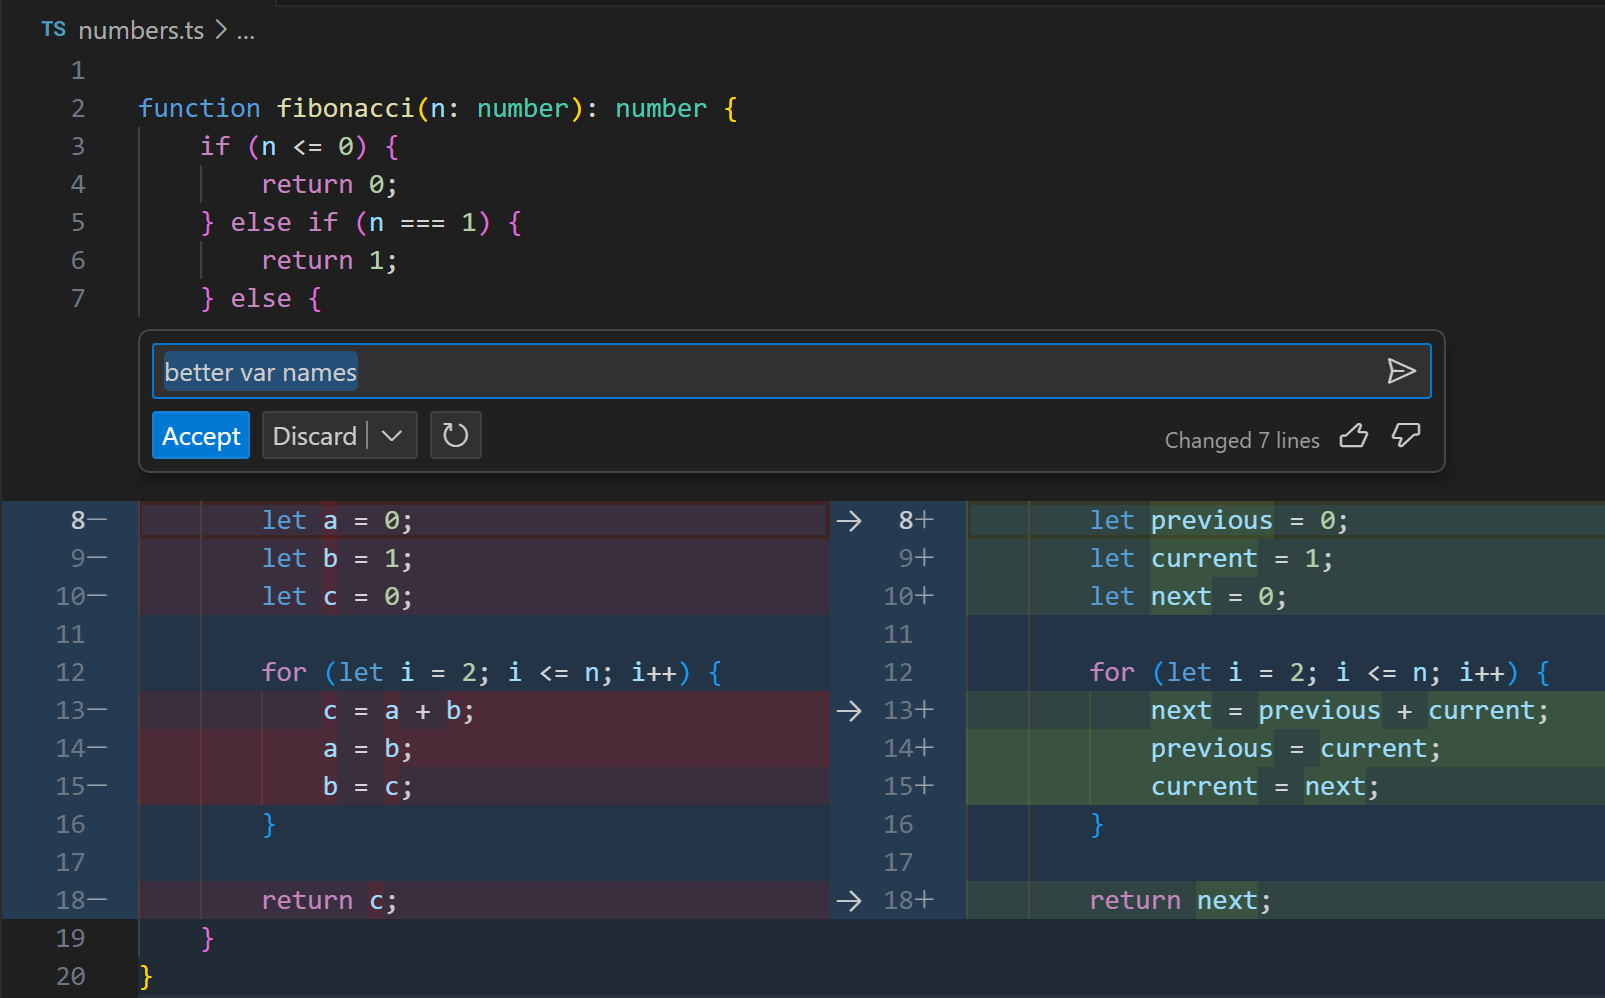 TS numbers.ts > ...
1
2 function fibonacci(n: number): number {
3 if (n <= 0) {
4 return 0;
5 } else if (n === 1) {
6 return 1;
7 } else {
better var names
Accept Discard Changed 7 lines
8− let a = 0; → 8+ let previous = 0;
9− let b = 1; 9+ let current = 1;
10− let c = 0; 10+ let next = 0;
11 11
12 for (let i = 2; i <= n; i++) { 12 for (let i = 2; i <= n; i++) {
13− c = a + b; → 13+ next = previous + current;
14− a = b; 14+ previous = current;
15− b = c; 15+ current = next;
16 } 16 }
17 17
18− return c; → 18+ return next;
19 }
20 }